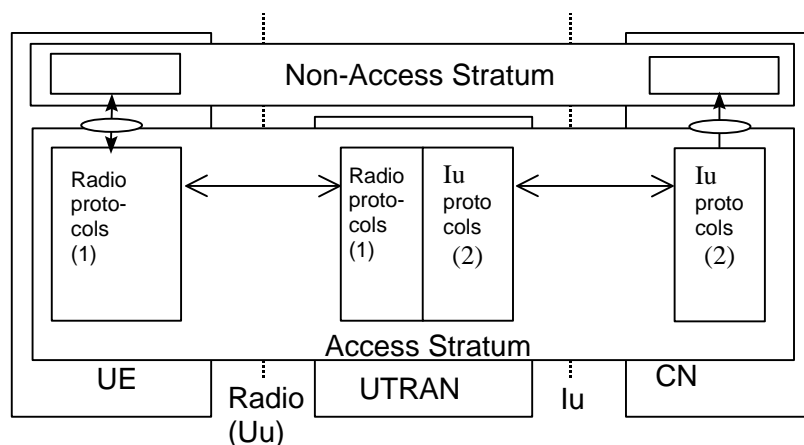 Non-Access Stratum
Radio
proto-
cols
(1)
Radio
proto-
cols
(1)
Iu
proto
cols
(2)
Iu
proto
cols
(2)
Access Stratum
UE
Radio
(Uu)
UTRAN
Iu
CN